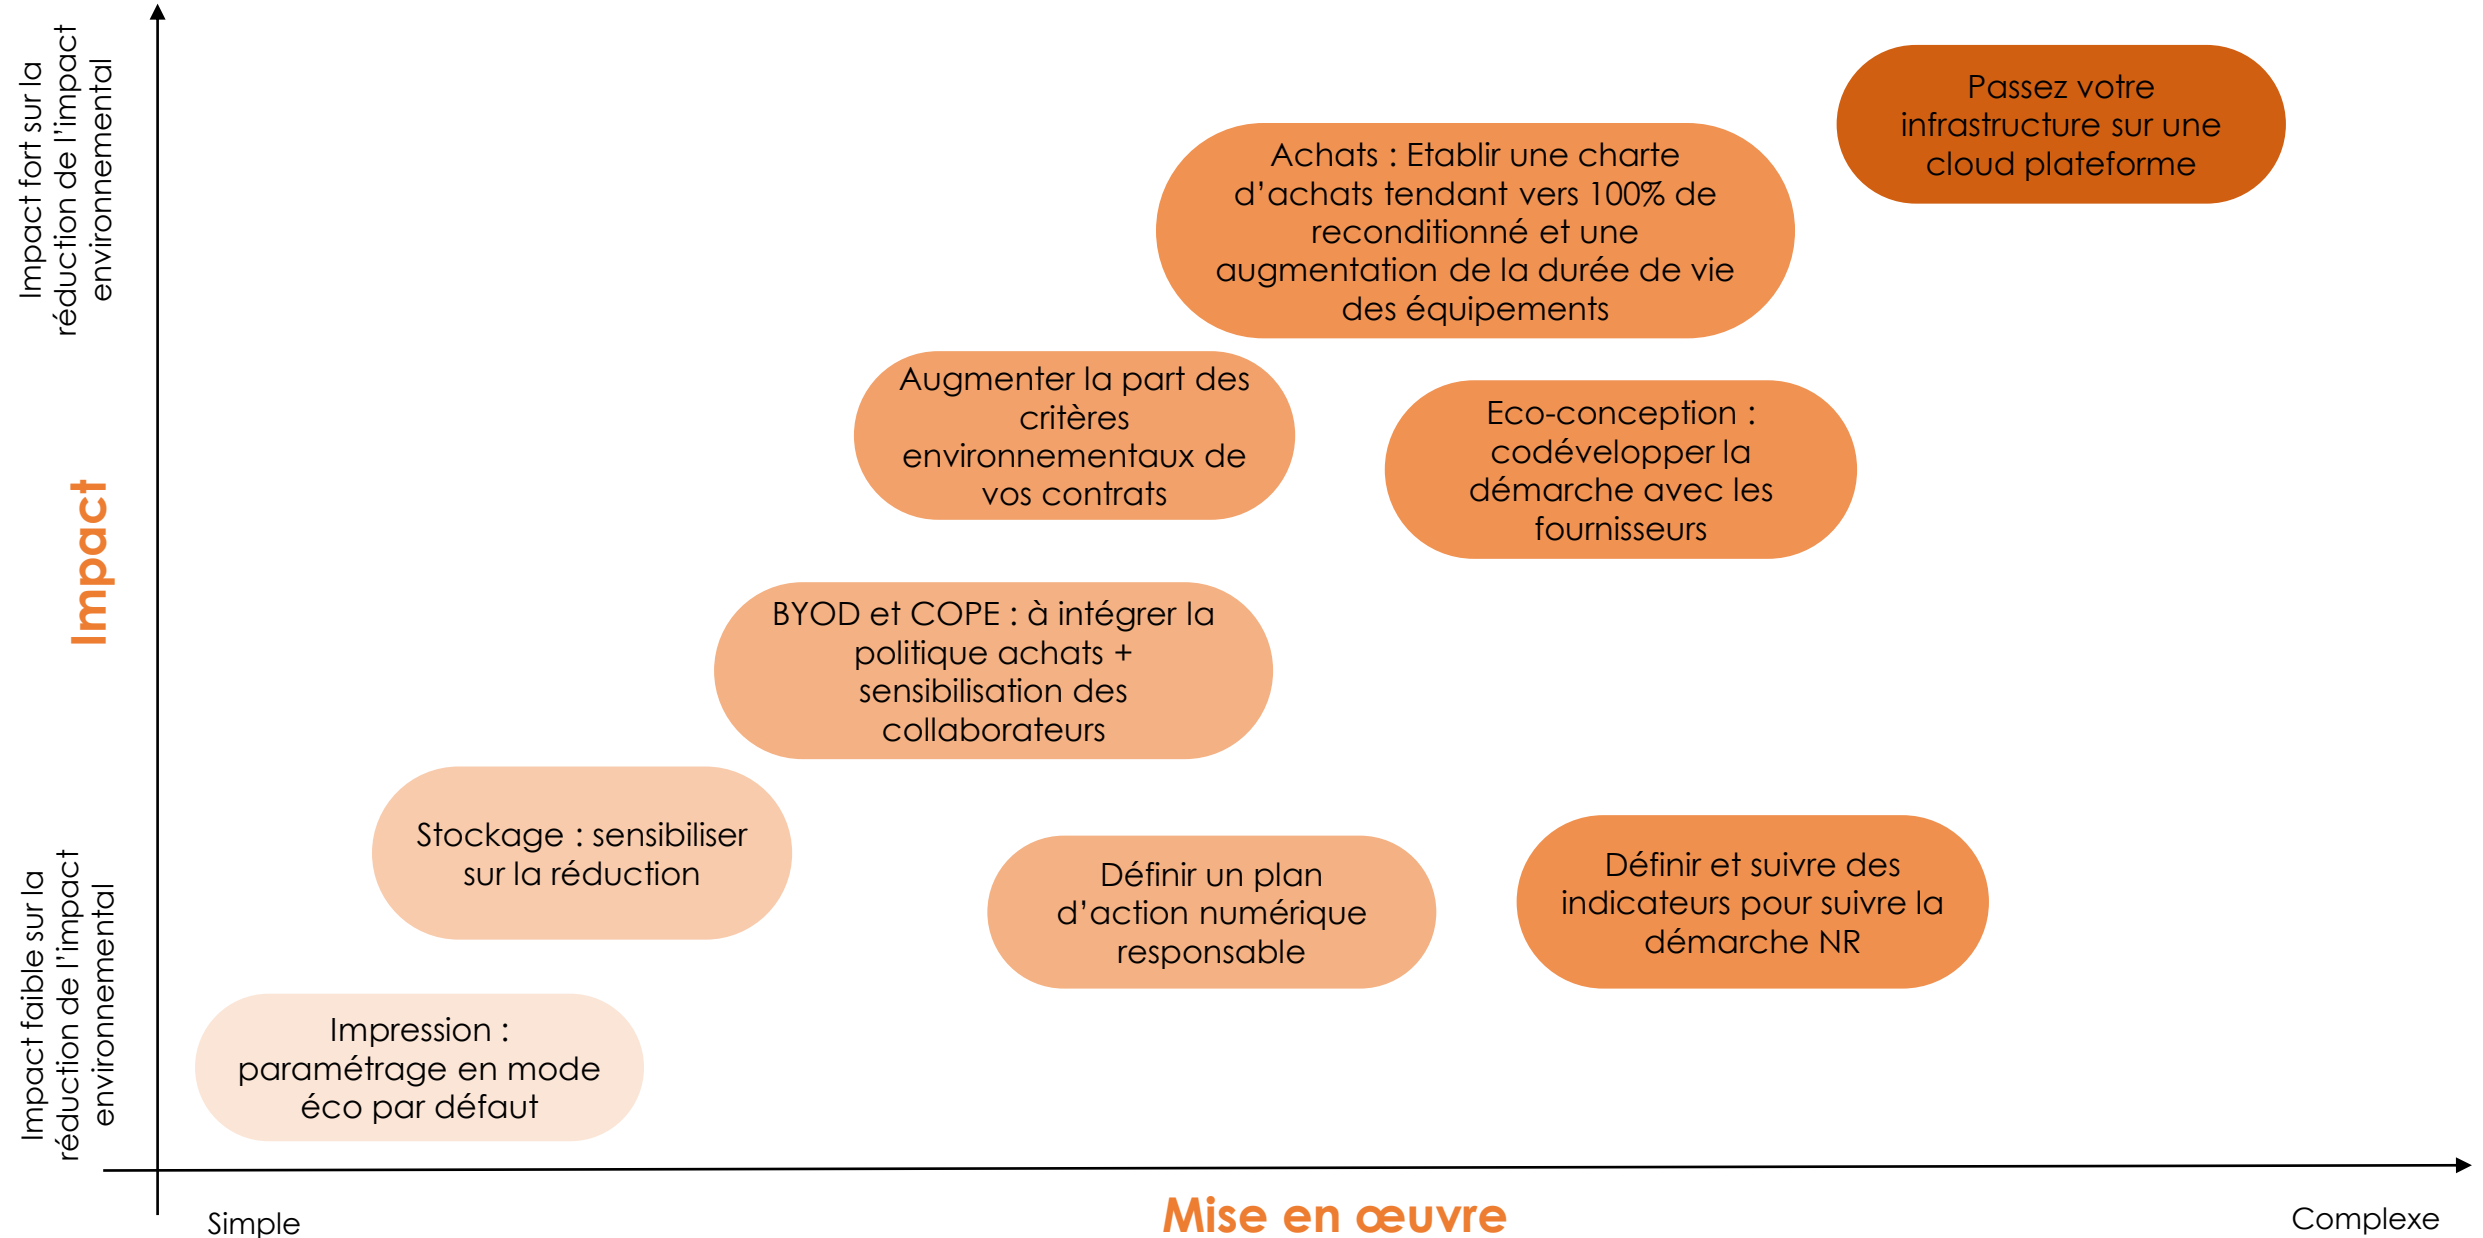 Impact fort sur la
réduction de l'impact
environnemental
Passez votre
infrastructure sur une
cloud plateforme
Achats : Etablir une charte
d'achats tendant vers 100% de
reconditionné et une
augmentation de la durée de vie
des équipements
Augmenter la part des
critères
environnementaux de
vos contrats
Eco-conception :
codévelopper la
démarche avec les
fournisseurs
Impact
BYOD et COPE : à intégrer la
politique achats +
sensibilisation des
collaborateurs
Stockage : sensibiliser
sur la réduction
Définir un plan
d'action numérique
responsable
Définir et suivre des
indicateurs pour suivre la
démarche NR
Impact faible sur la
réduction de l'impact
environnemental
Impression :
paramétrage en mode
éco par défaut
Simple
Mise en œuvre
Complexe